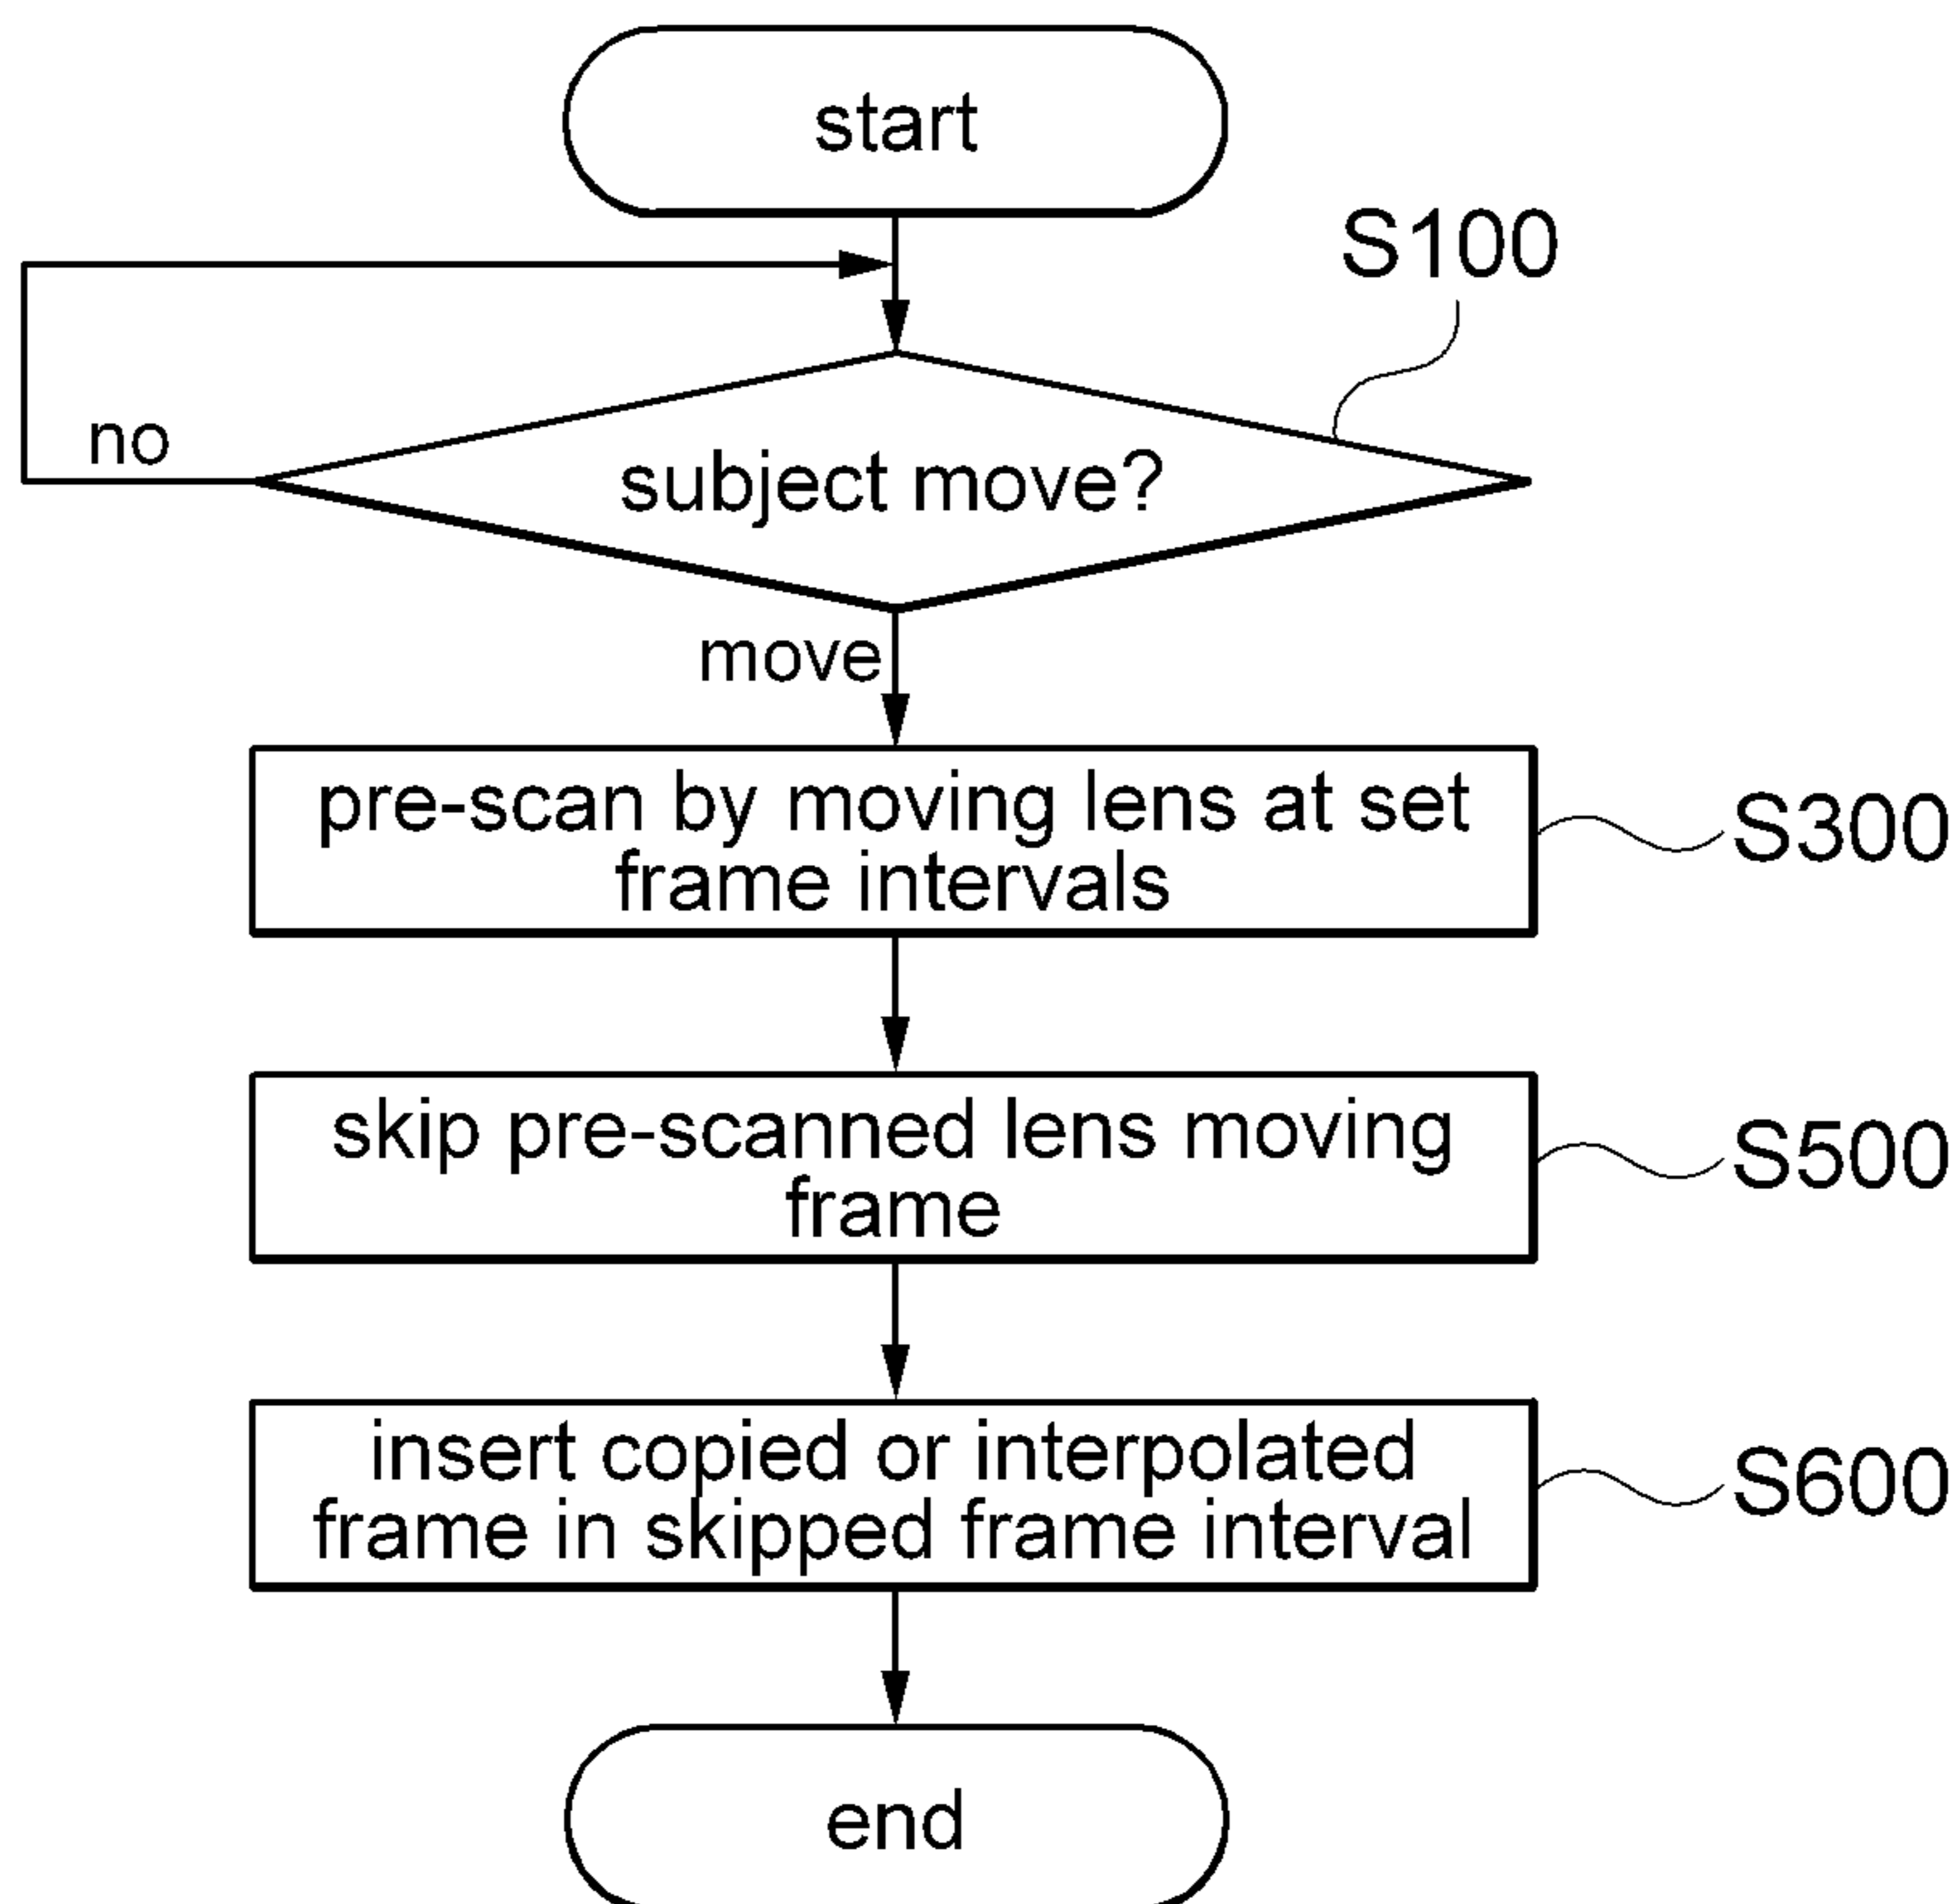 start
S100
no
subject move?
move
pre-scan by moving lens at set
frame intervals
S300
skip pre-scanned lens moving
frame
S500
insert copied or interpolated
frame in skipped frame interval
S600
end